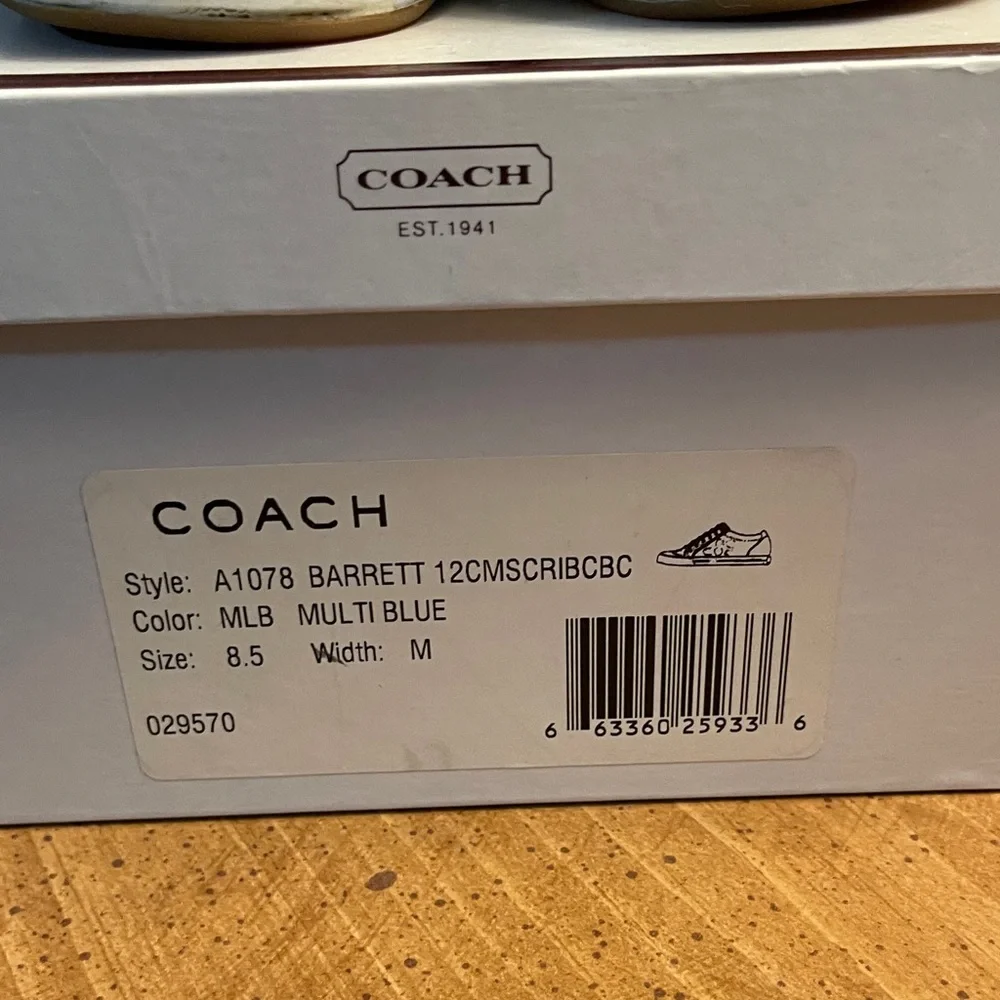 COACH
EST.1941
COACH
Style: A1078 BARRETT 12CMSCRIBCBC
Color: MLB MULTI BLUE
Size: 8.5 Width: M
029570
6 63360 25933 6